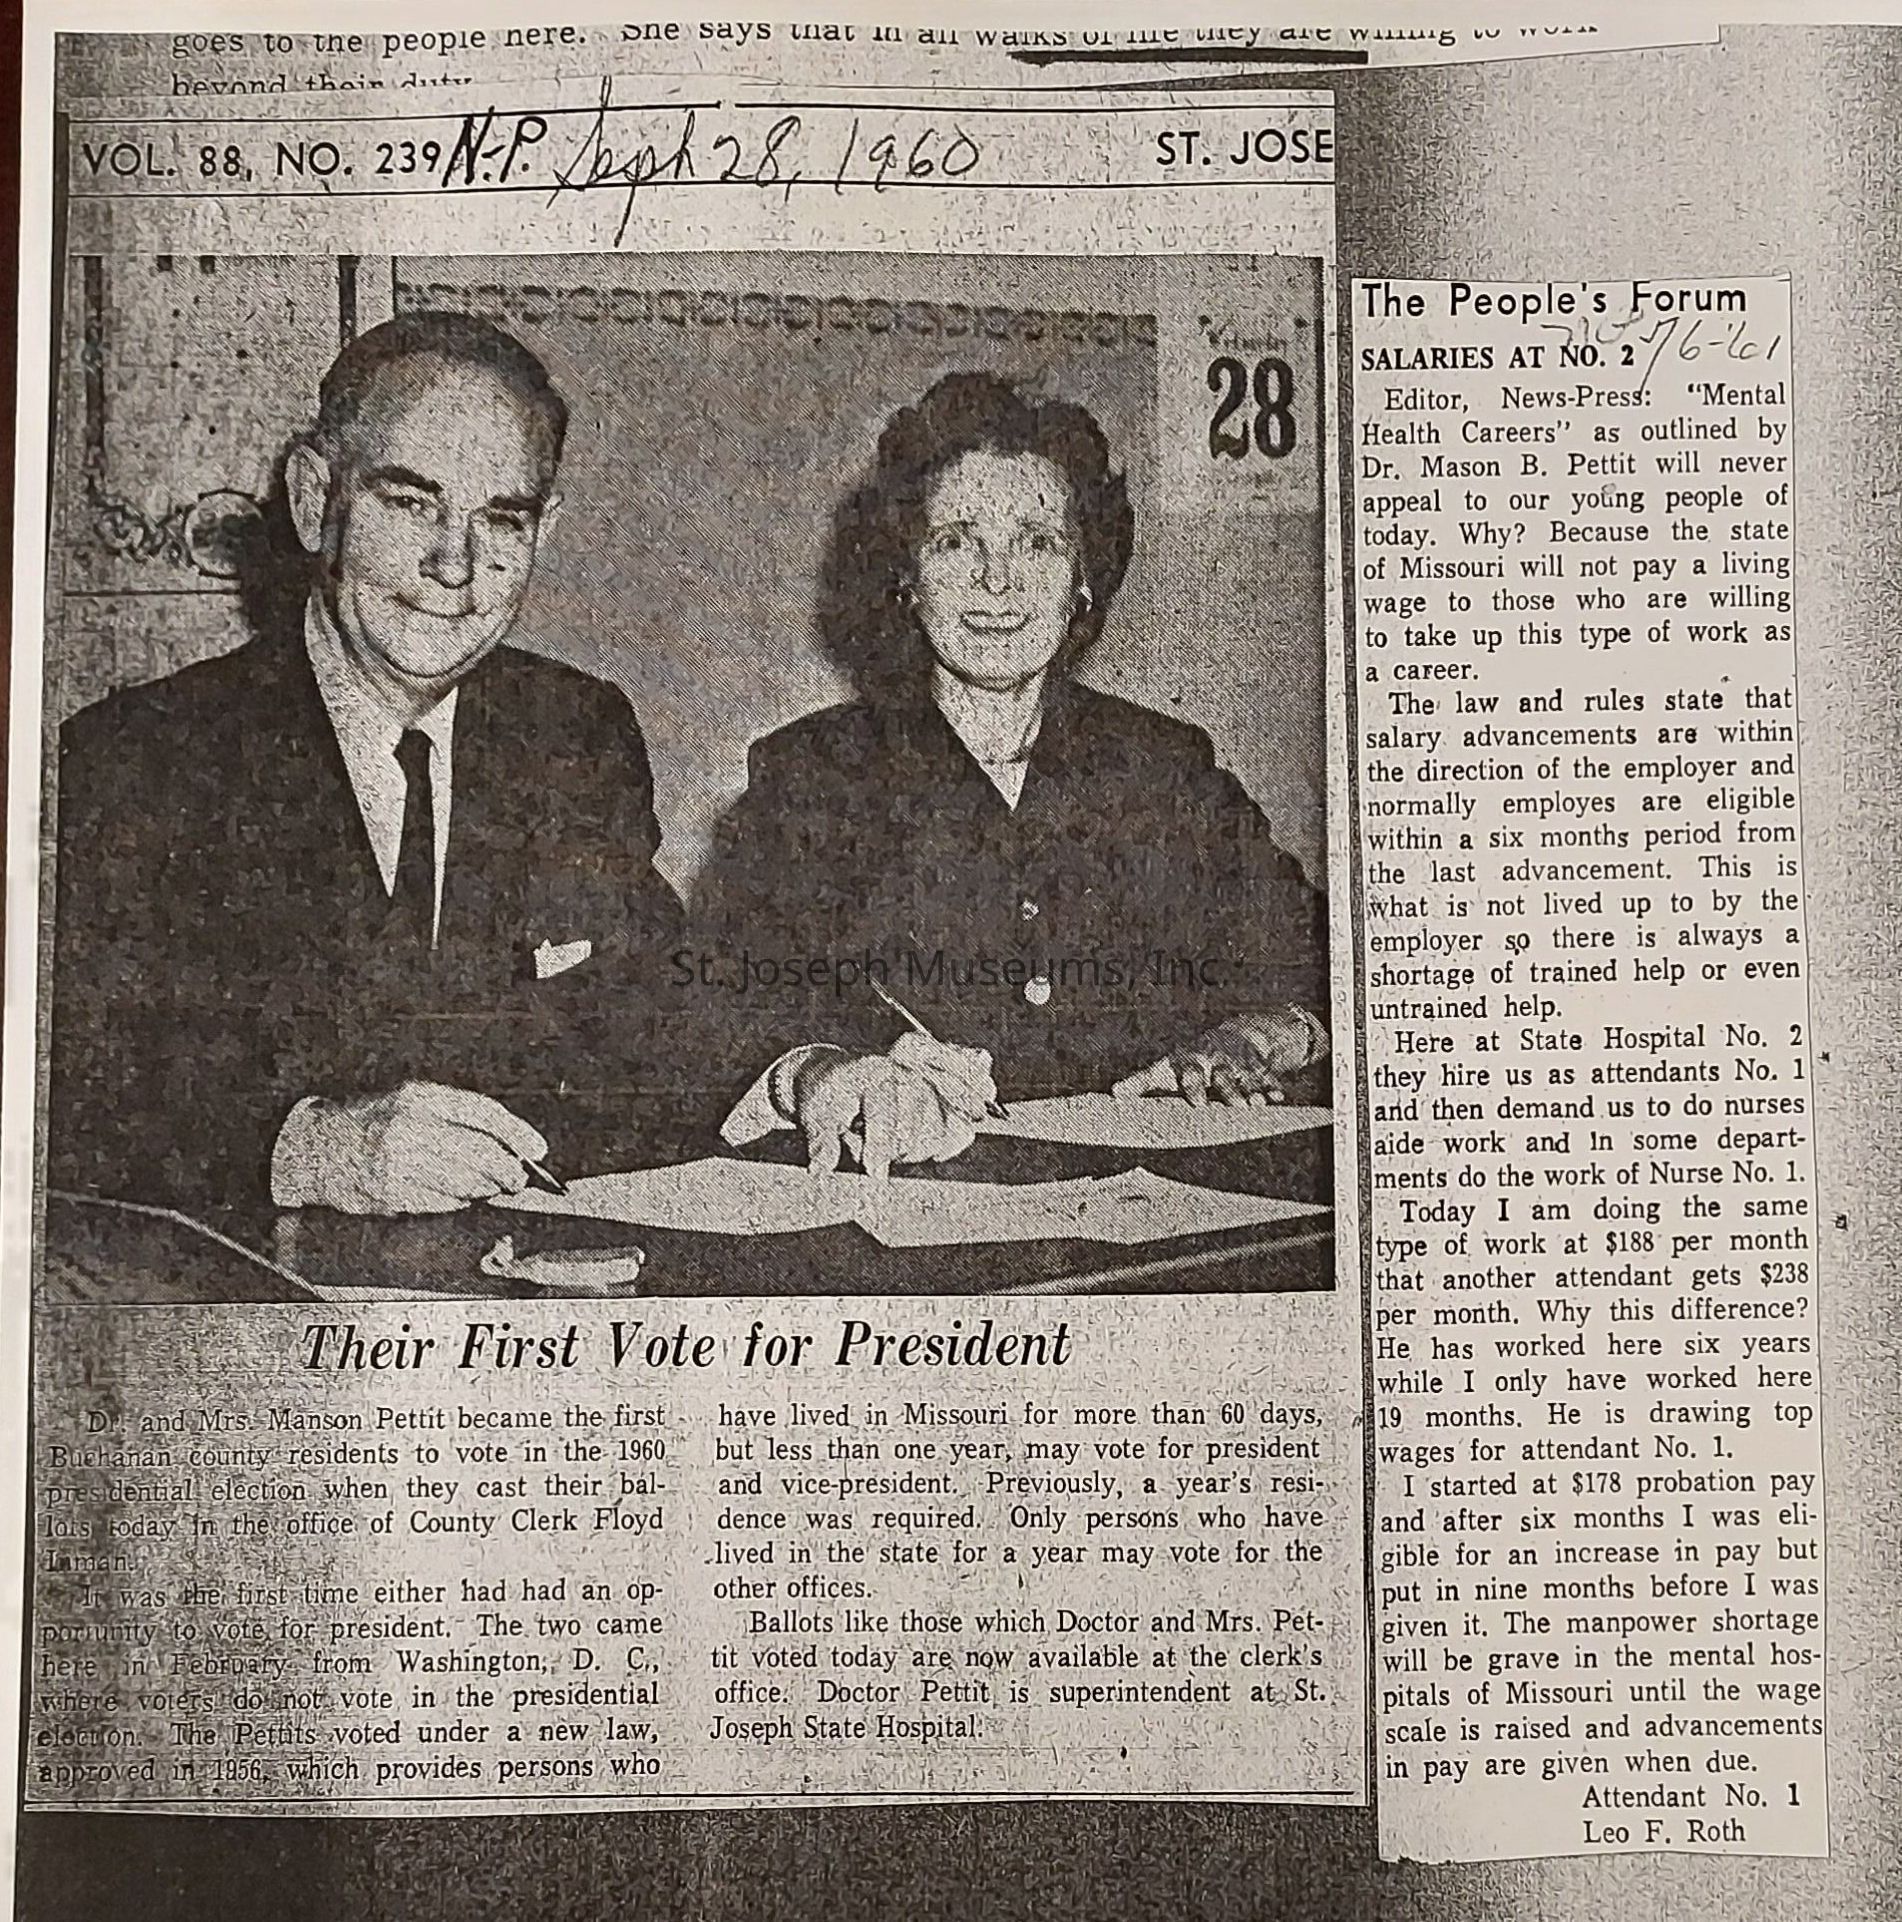 goes to the people here. She says that in all walks of life they are willing to work
beyond their duty
VOL. 88, NO. 239 N.-P. Sept 28, 1960 ST. JOSE
28
Their First Vote for President
Dr. and Mrs. Manson Pettit became the first
Buchanan county residents to vote in the 1960
presidential election when they cast their bal-
lots today in the office of County Clerk Floyd
Inman.
It was the first time either had had an op-
portunity to vote for president. The two came
here in February from Washington, D. C.,
where voters do not vote in the presidential
election. The Pettits voted under a new law,
approved in 1956, which provides persons who
have lived in Missouri for more than 60 days,
but less than one year, may vote for president
and vice-president. Previously, a year's resi-
dence was required. Only persons who have
lived in the state for a year may vote for the
other offices.
Ballots like those which Doctor and Mrs. Pet-
tit voted today are now available at the clerk's
office. Doctor Pettit is superintendent at St.
Joseph State Hospital.
The People's Forum
SALARIES AT NO. 2
Editor, News-Press: "Mental
Health Careers" as outlined by
Dr. Mason B. Pettit will never
appeal to our young people of
today. Why? Because the state
of Missouri will not pay a living
wage to those who are willing
to take up this type of work as
a career.
The law and rules state that
salary advancements are within
the direction of the employer and
normally employes are eligible
within a six months period from
the last advancement. This is
what is not lived up to by the
employer so there is always a
shortage of trained help or even
untrained help.
Here at State Hospital No. 2
they hire us as attendants No. 1
and then demand us to do nurses
aide work and in some depart-
ments do the work of Nurse No. 1.
Today I am doing the same
type of work at $188 per month
that another attendant gets $238
per month. Why this difference?
He has worked here six years
while I only have worked here
19 months. He is drawing top
wages for attendant No. 1.
I started at $178 probation pay
and after six months I was eli-
gible for an increase in pay but
put in nine months before I was
given it. The manpower shortage
will be grave in the mental hos-
pitals of Missouri until the wage
scale is raised and advancements
in pay are given when due.
Attendant No. 1
Leo F. Roth
St. Joseph Museums, Inc.